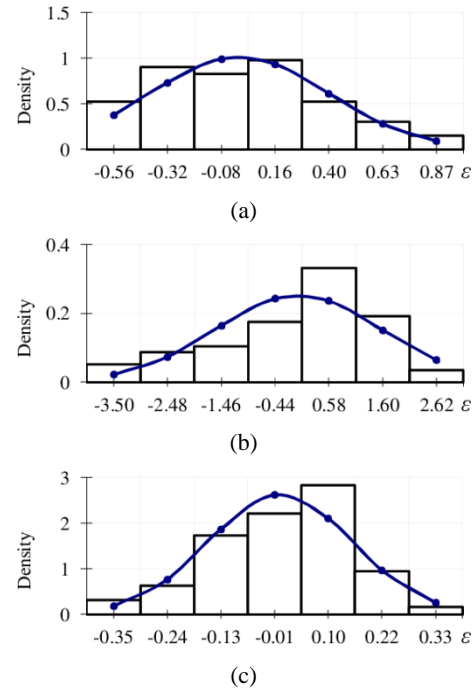 1.5
1
0.5
0
Density
-0.56 -0.32 -0.08 0.16 0.40 0.63 0.87 ε
(a)
0.4
0.2
0
Density
-3.50 -2.48 -1.46 -0.44 0.58 1.60 2.62 ε
(b)
3
2
1
0
Density
-0.35 -0.24 -0.13 -0.01 0.10 0.22 0.33 ε
(c)